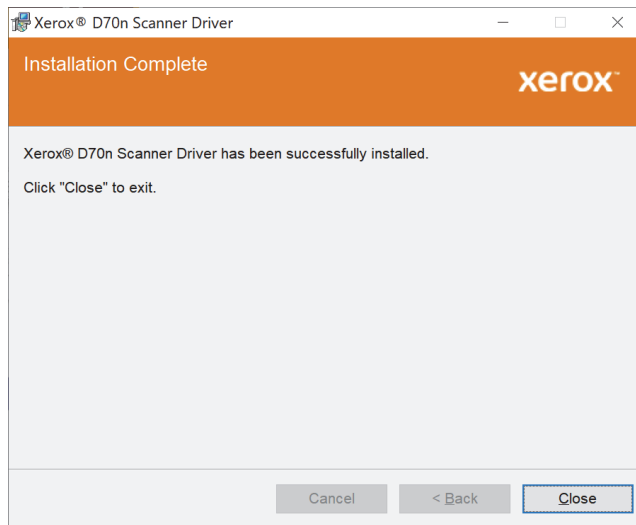 Xerox® D70n Scanner Driver
Installation Complete
xerox™
Xerox® D70n Scanner Driver has been successfully installed.
Click "Close" to exit.
Cancel
< Back
Close